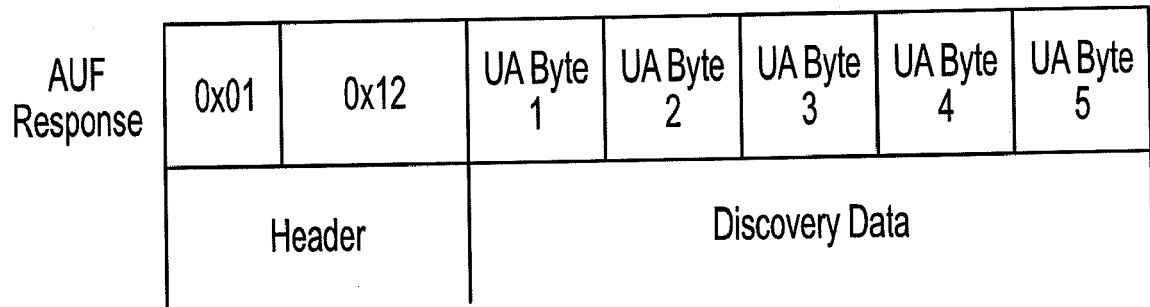 AUF
Response
0x01
0x12
UA Byte
1
UA Byte
2
UA Byte
3
UA Byte
4
UA Byte
5
Header
Discovery Data